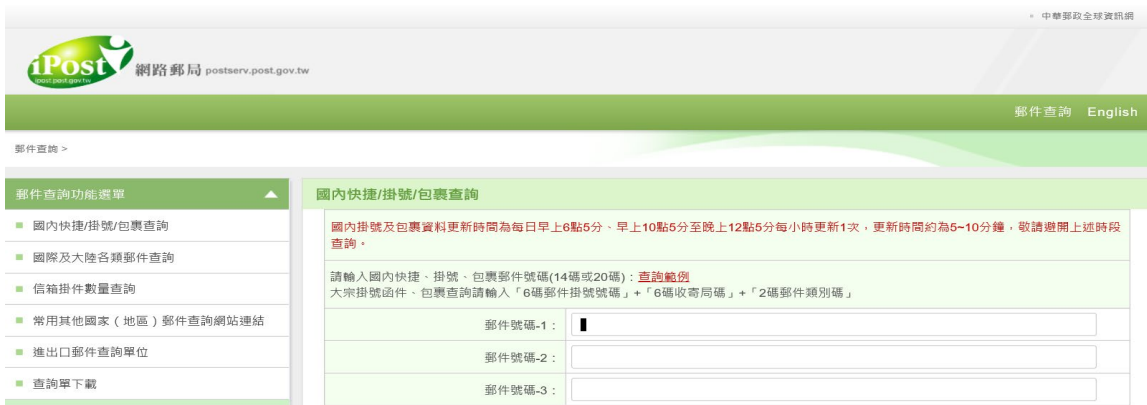 中華郵政全球資訊網
iPost
ipost.post.gov.tw
網路郵局 postserv.post.gov.tw
郵件查詢 English
郵件查詢 >
郵件查詢功能選單
國內快捷/掛號/包裹查詢
國際及大陸各類郵件查詢
信箱掛件數量查詢
常用其他國家（地區）郵件查詢網站連結
進出口郵件查詢單位
查詢單下載
國內快捷/掛號/包裹查詢
國內掛號及包裹資料更新時間為每日早上6點5分、早上10點5分至晚上12點5分每小時更新1次，更新時間約為5~10分鐘，敬請避開上述時段
查詢。
請輸入國內快捷、掛號、包裹郵件號碼(14碼或20碼)：查詢範例
大宗掛號函件、包裹查詢請輸入「6碼郵件掛號號碼」+「6碼收寄局碼」+「2碼郵件類別碼」
郵件號碼-1：
郵件號碼-2：
郵件號碼-3：